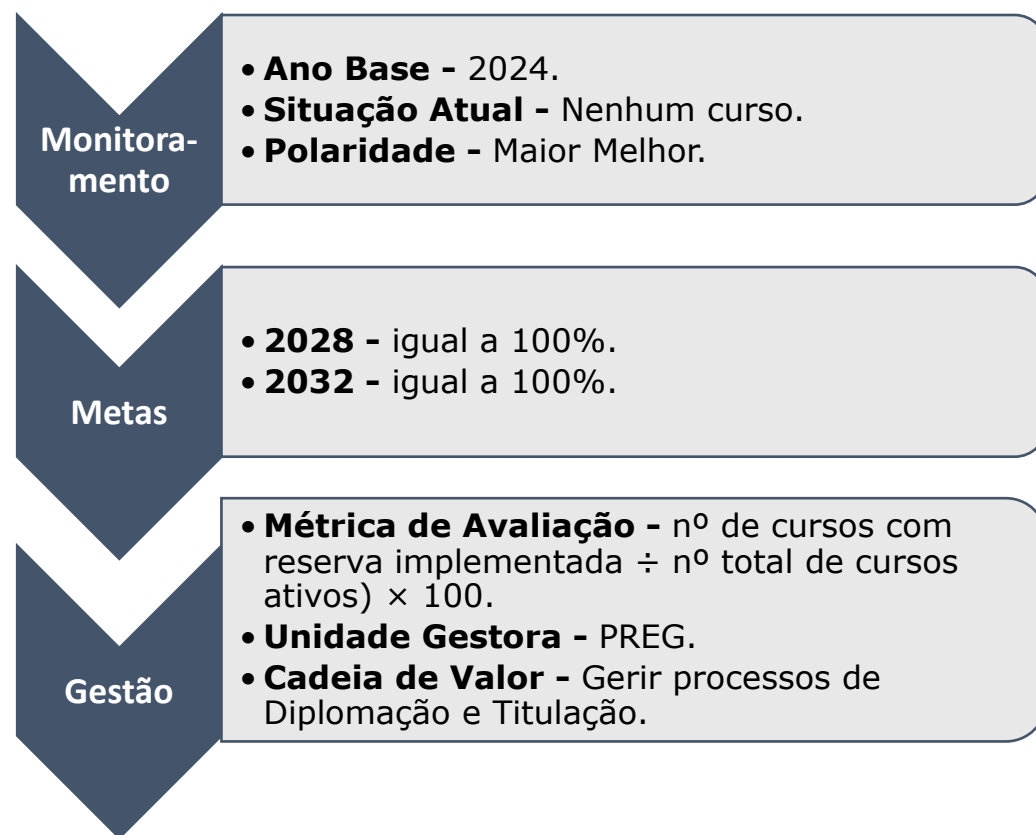 Monitora-
mento
• Ano Base - 2024.
• Situação Atual - Nenhum curso.
• Polaridade - Maior Melhor.
Metas
• 2028 - igual a 100%.
• 2032 - igual a 100%.
Gestão
• Métrica de Avaliação - nº de cursos com
reserva implementada ÷ nº total de cursos
ativos) × 100.
• Unidade Gestora - PREG.
• Cadeia de Valor - Gerir processos de
Diplomação e Titulação.